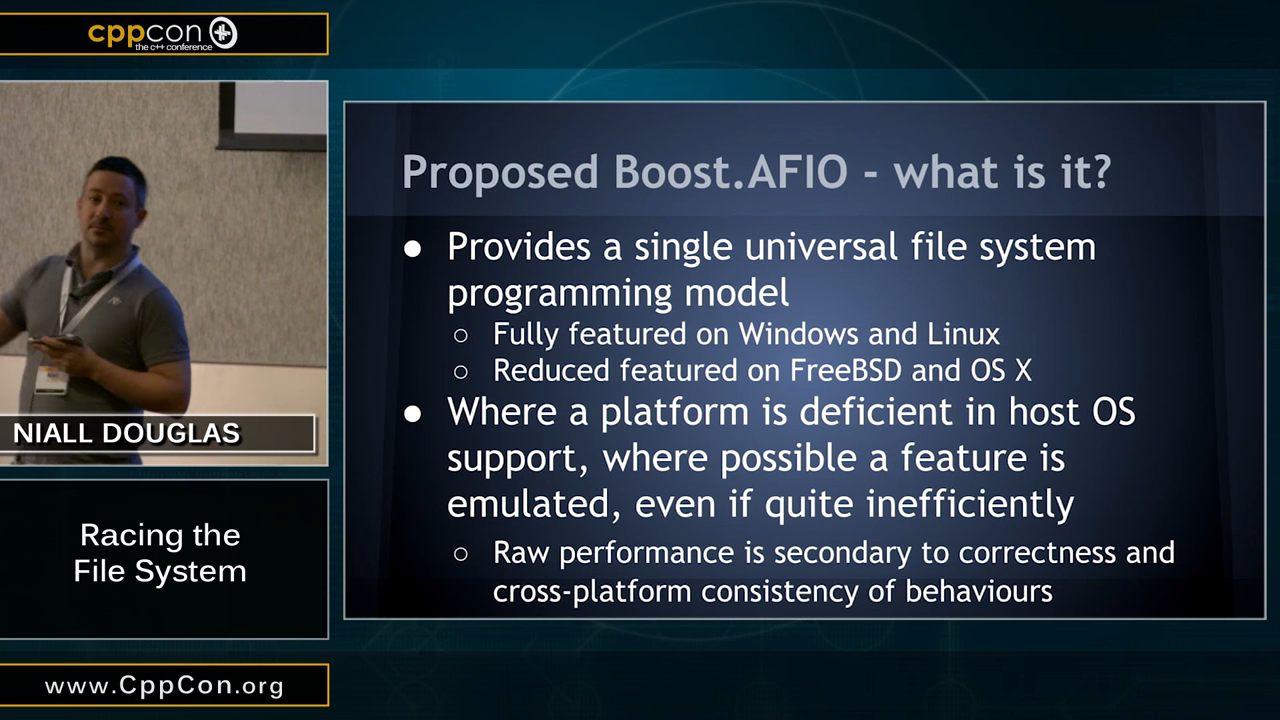 cppcon
the c++ conference
NIALL DOUGLAS
Racing the
File System
www.CppCon.org
Proposed Boost.AFIO - what is it?
● Provides a single universal file system
programming model
○ Fully featured on Windows and Linux
○ Reduced featured on FreeBSD and OS X
● Where a platform is deficient in host OS
support, where possible a feature is
emulated, even if quite inefficiently
○ Raw performance is secondary to correctness and
cross-platform consistency of behaviours